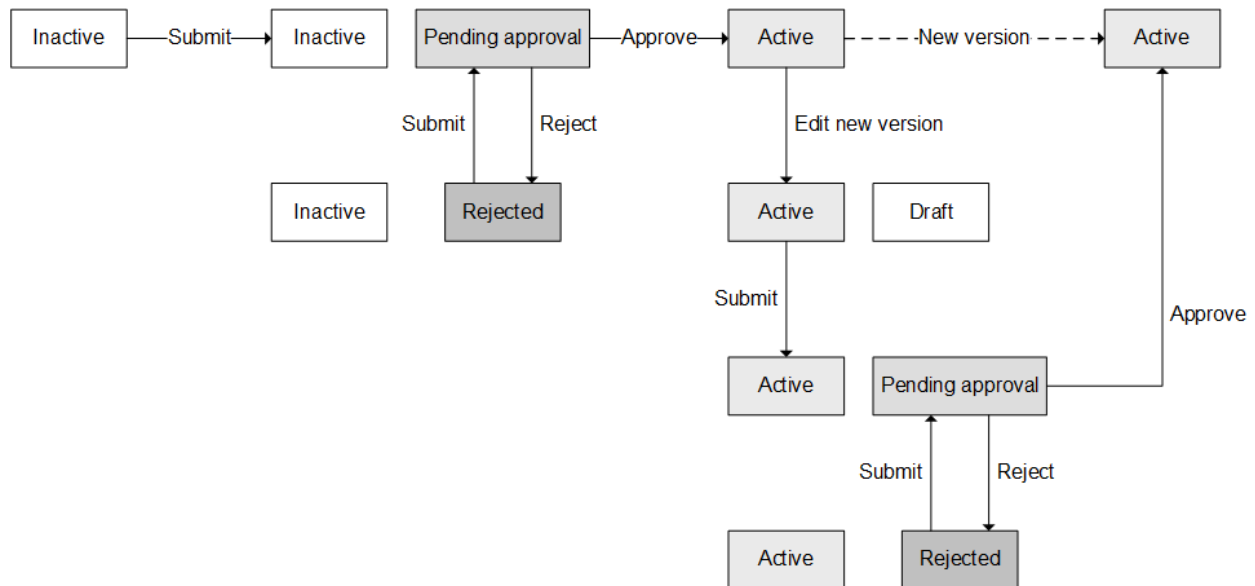 Inactive
Submit
Inactive
Pending approval
Approve
Active
New version
Active
Submit
Reject
Edit new version
Inactive
Rejected
Active
Draft
Submit
Approve
Active
Pending approval
Submit
Reject
Active
Rejected